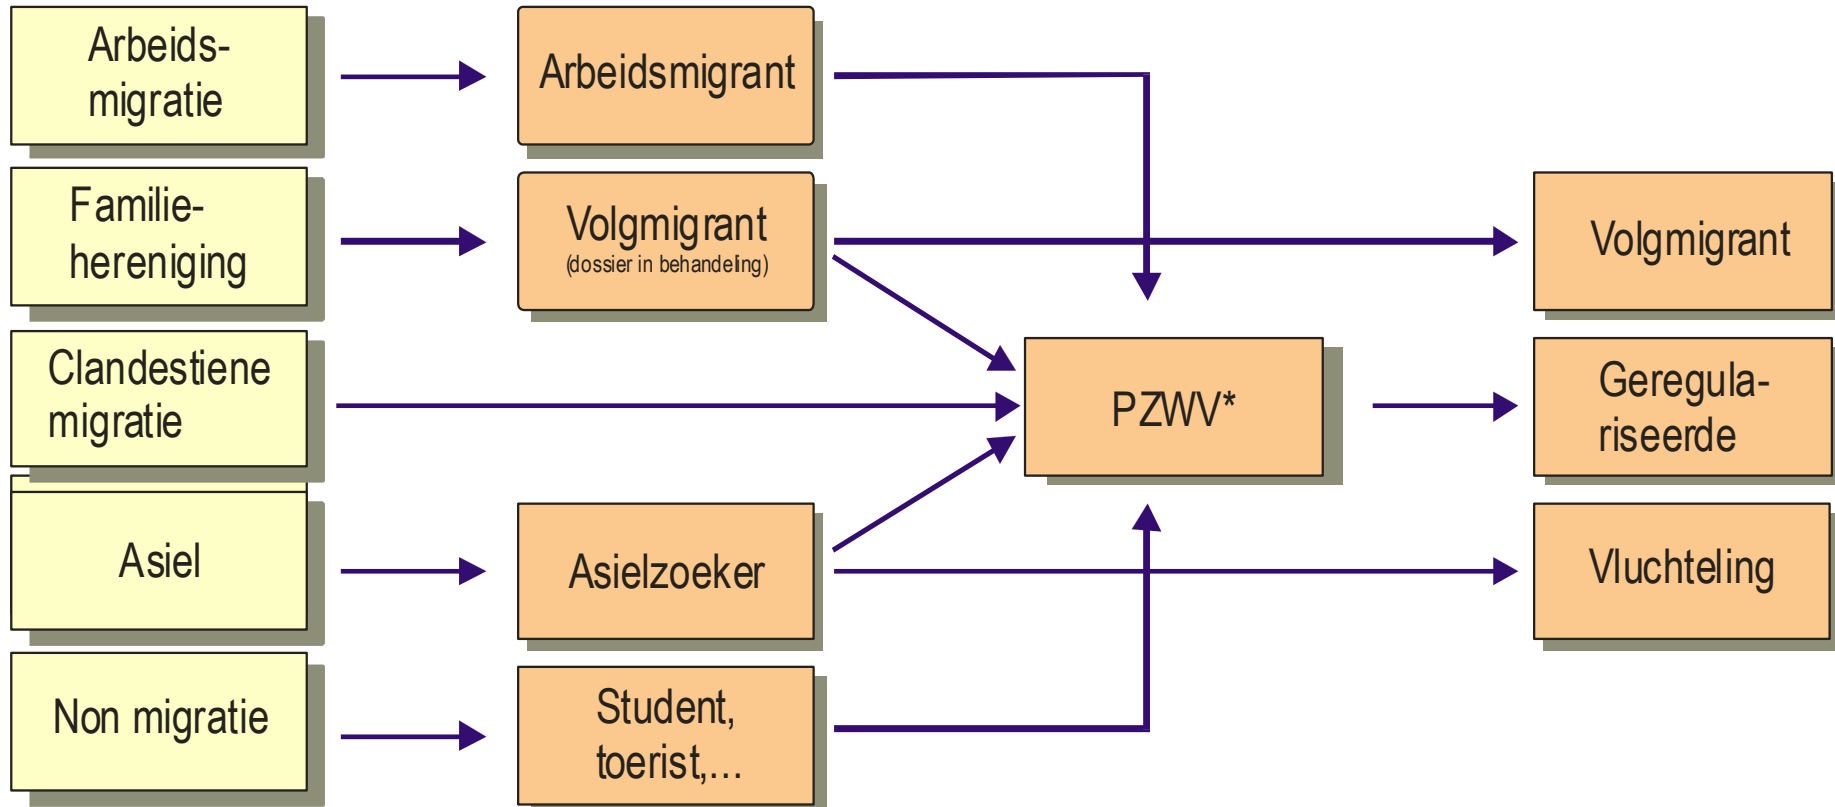 Arbeids-
migratie
Arbeidsmigrant
Familie-
hereniging
Volgmigrant
(dossier in behandeling)
Volgmigrant
Clandestiene
migratie
PZWV*
Geregula-
riseerde
Asiel
Asielzoeker
Vluchteling
Non migratie
Student,
toerist,...